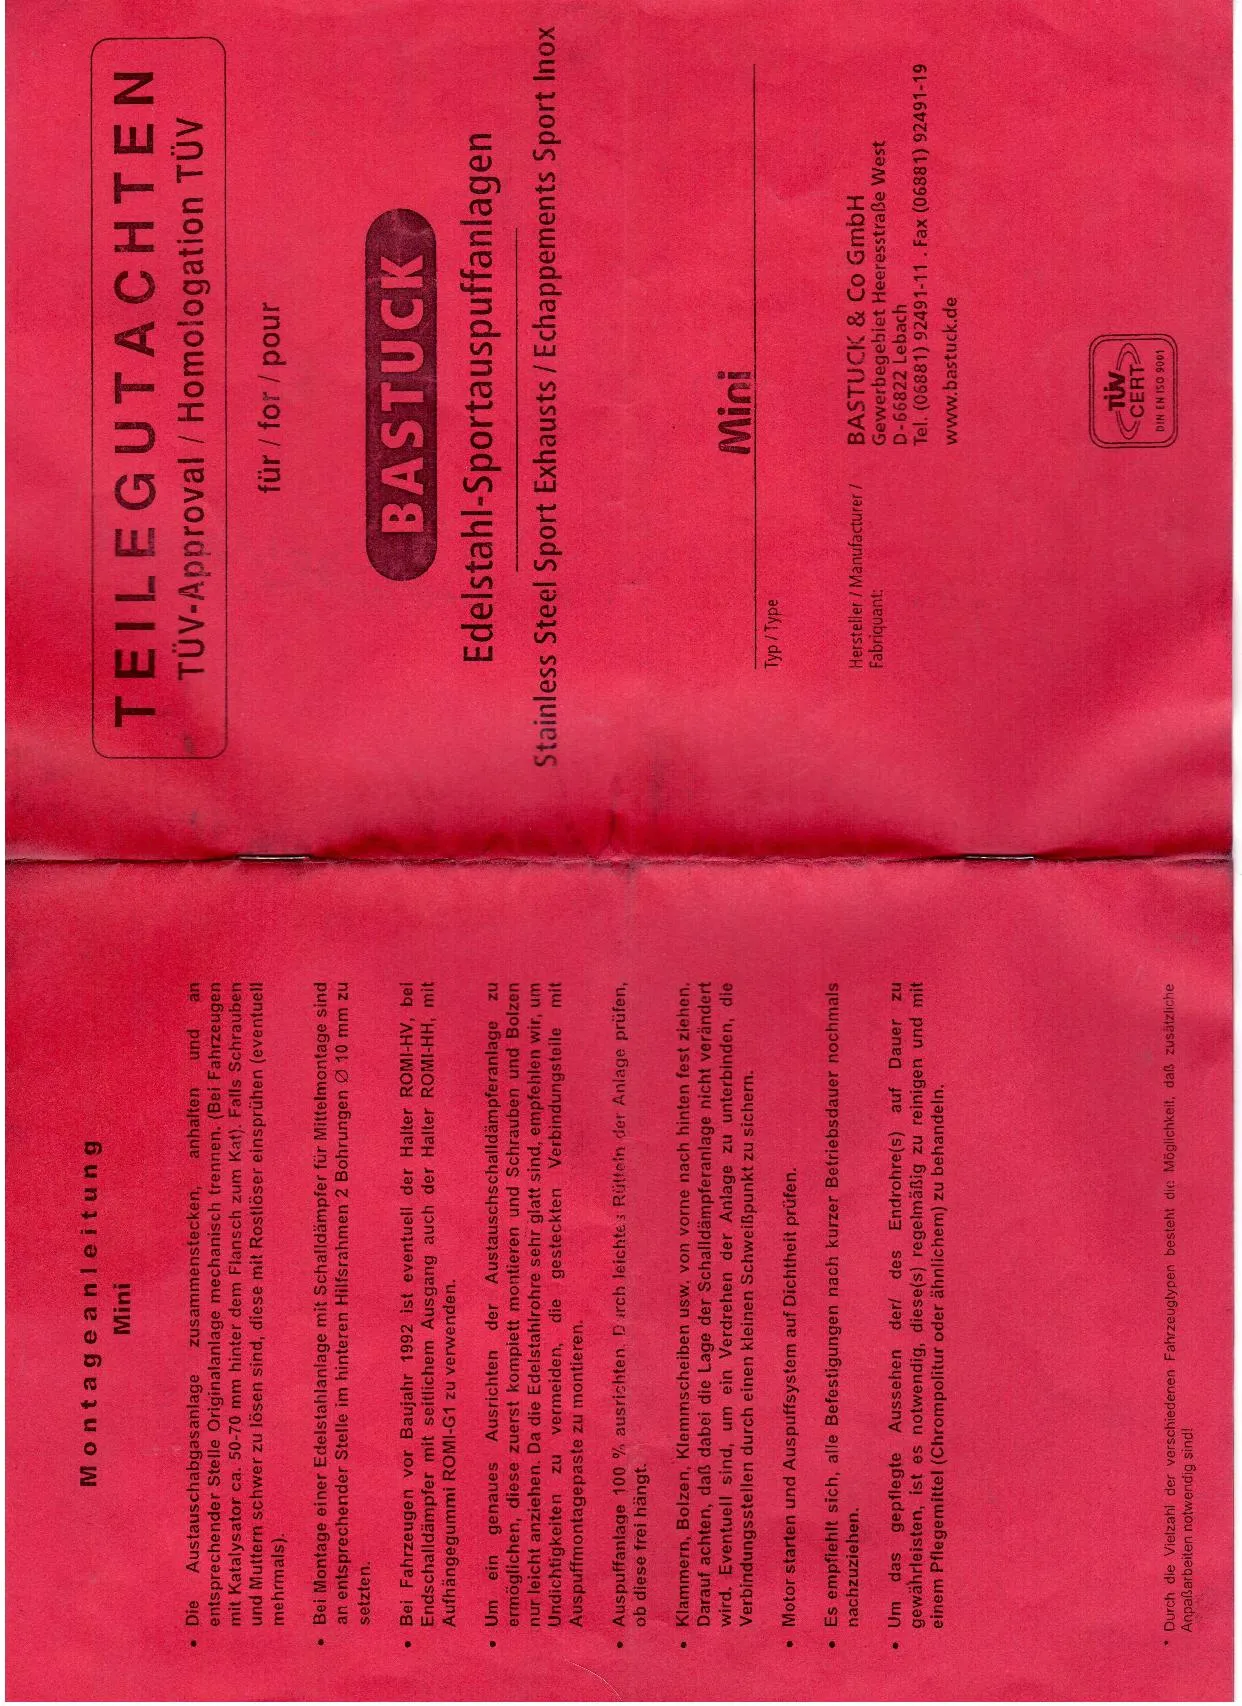 Montageanleitung
Mini
• Die Austauschabgasanlage zusammenstecken, anhalten und an
entsprechender Stelle Originalanlage mechanisch trennen. (Bei Fahrzeugen
mit Katalysator ca. 50-70 mm hinter dem Flansch zum Kat). Falls Schrauben
und Muttern schwer zu lösen sind, diese mit Rostlöser einsprühen (eventuell
mehrmals).
• Bei Montage einer Edelstahlanlage mit Schalldämpfer für Mittelmontage sind
an entsprechender Stelle im hinteren Hilfsrahmen 2 Bohrungen Ø 10 mm zu
setzten.
• Bei Fahrzeugen vor Baujahr 1992 ist eventuell der Halter ROMI-HV, bei
Endschalldämpfer mit seitlichem Ausgang auch der Halter ROMI-HH, mit
Aufhängegummi ROMI-G1 zu verwenden.
• Um ein genaues Ausrichten der Austauschschalldämpferanlage zu
ermöglichen, diese zuerst komplett montieren und Schrauben und Bolzen
nur leicht anziehen. Da die Edelstahlrohre sehr glatt sind, empfehlen wir, um
Undichtigkeiten zu vermeiden, die gesteckten Verbindungsteile mit
Auspuffmontagepaste zu montieren.
• Auspuffanlage 100 % ausrichten. Durch leichtes Rütteln der Anlage prüfen,
ob diese frei hängt.
• Klammern, Bolzen, Klemmscheiben usw. von vorne nach hinten fest ziehen.
Darauf achten, daß dabei die Lage der Schalldämpferanlage nicht verändert
wird. Eventuell sind, um ein Verdrehen der Anlage zu unterbinden, die
Verbindungsstellen durch einen kleinen Schweißpunkt zu sichern.
• Motor starten und Auspuffsystem auf Dichtheit prüfen.
• Es empfiehlt sich, alle Befestigungen nach kurzer Betriebsdauer nochmals
nachzuziehen.
• Um das gepflegte Aussehen der/ des Endrohre(s) auf Dauer zu
gewährleisten, ist es notwendig, diese(s) regelmäßig zu reinigen und mit
einem Pflegemittel (Chrompolitur oder ähnlichem) zu behandeln.
* Durch die Vielzahl der verschiedenen Fahrzeugtypen besteht die Möglichkeit, daß zusätzliche
Anpaßarbeiten notwendig sind!
TEILEGUTACHTEN
TÜV-Approval / Homologation TÜV
für / for / pour
BASTUCK
Edelstahl-Sportauspuffanlagen
Stainless Steel Sport Exhausts / Echappements Sport Inox
Mini
Typ / Type
Hersteller / Manufacturer /
Fabriquant:
BASTUCK & Co GmbH
Gewerbegebiet Heeresstraße West
D-66822 Lebach
Tel. (06881) 92491-11 . Fax (06881) 92491-19
www.bastuck.de
TÜV
CERT
DIN EN ISO 9001